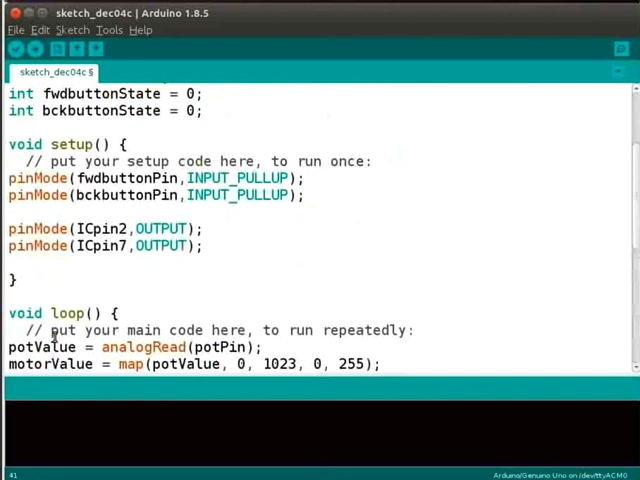 sketch_dec04c | Arduino 1.8.5
File Edit Sketch Tools Help
sketch_dec04c §
int fwdbuttonState = 0;
int bckbuttonState = 0;
void setup() {
// put your setup code here, to run once:
pinMode(fwdbuttonPin,INPUT_PULLUP);
pinMode(bckbuttonPin,INPUT_PULLUP);
pinMode(ICpin2,OUTPUT);
pinMode(ICpin7,OUTPUT);
}
void loop() {
// put your main code here, to run repeatedly:
potValue = analogRead(potPin);
motorValue = map(potValue, 0, 1023, 0, 255);
41
Arduino/Genuino Uno on /dev/ttyACM0